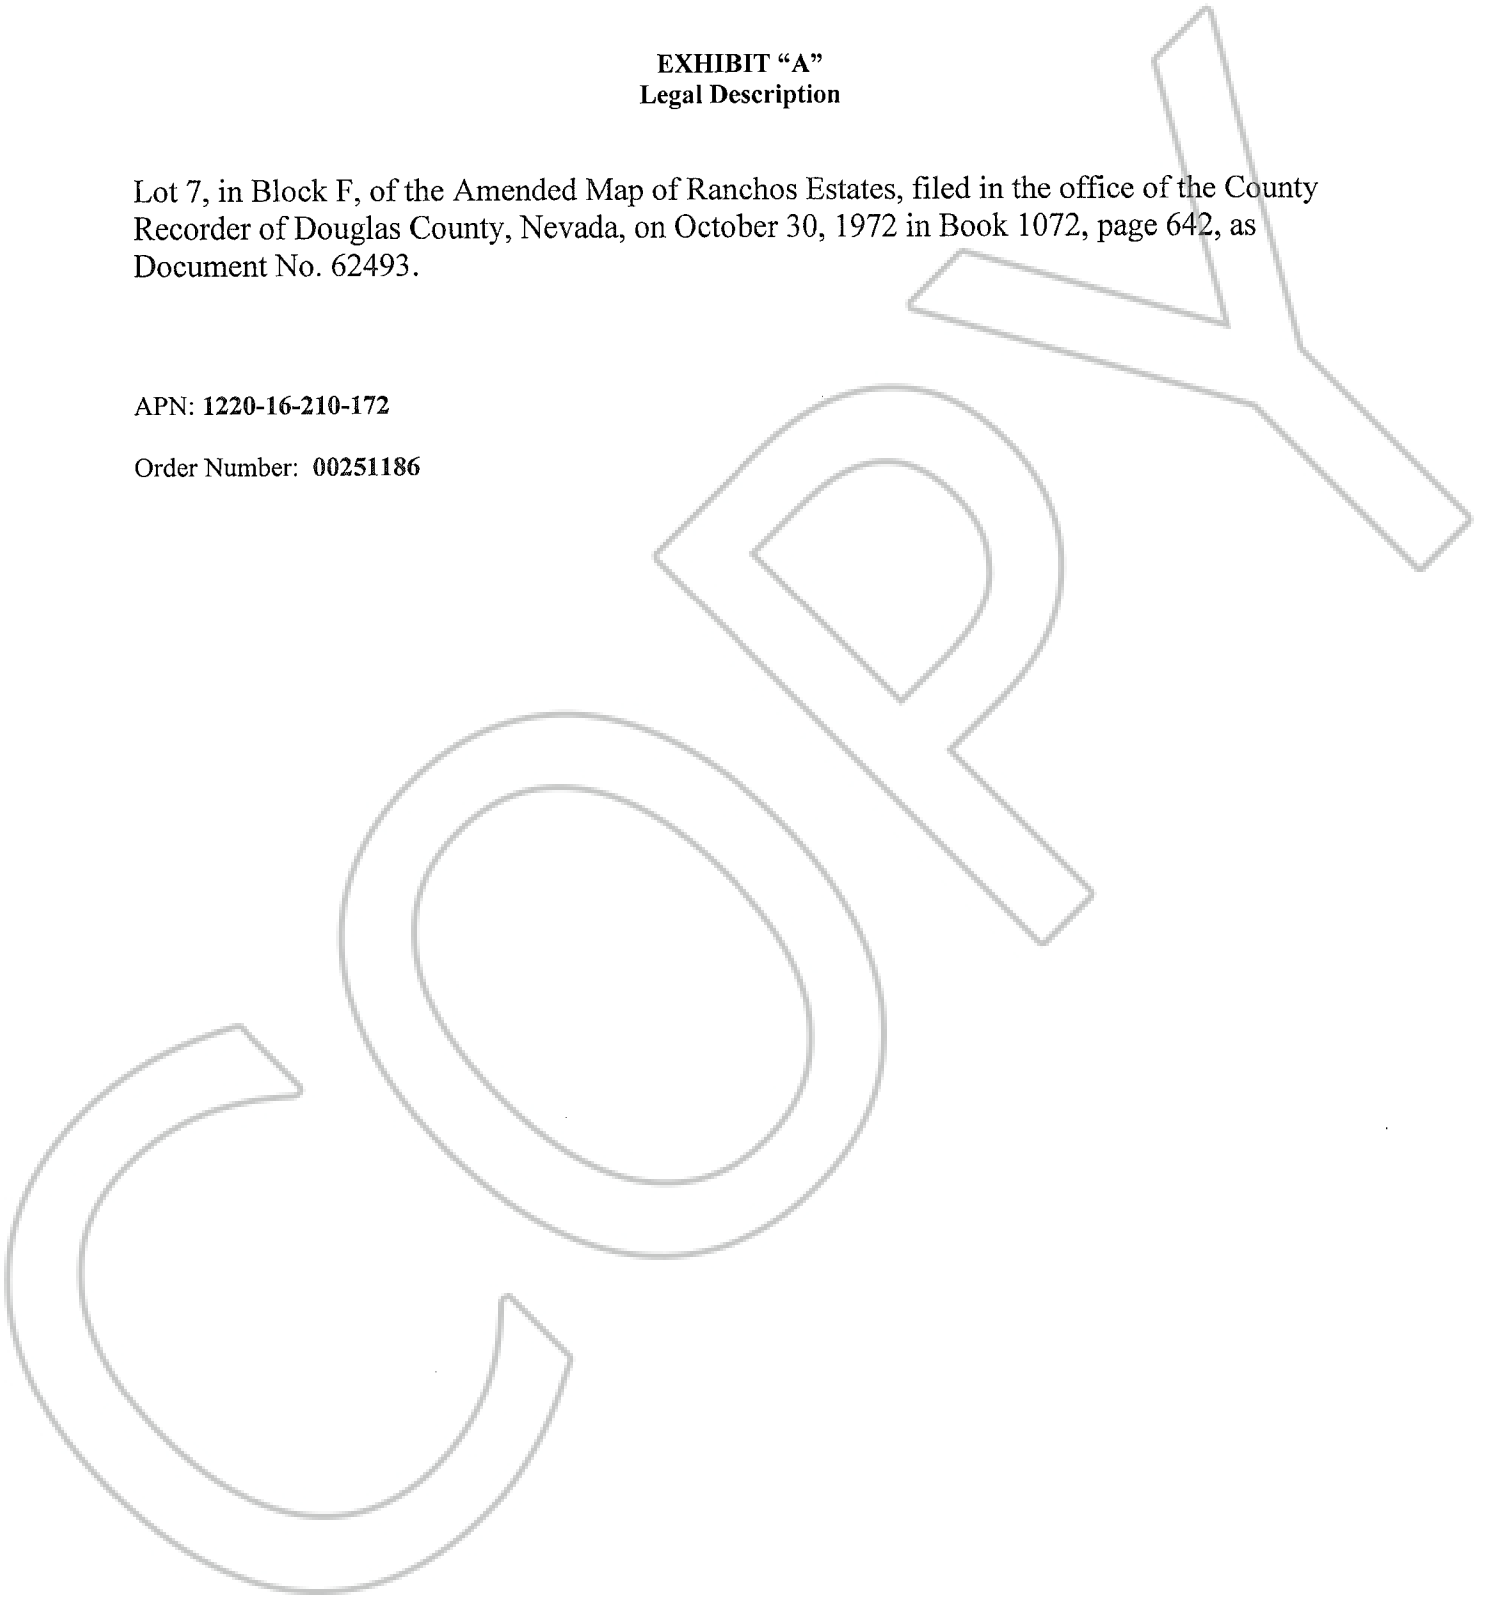 EXHIBIT “A”
Legal Description
Lot 7, in Block F, of the Amended Map of Ranchos Estates, filed in the office of the County
Recorder of Douglas County, Nevada, on October 30, 1972 in Book 1072, page 642, as
Document No. 62493.
APN: 1220-16-210-172
Order Number: 00251186
COPY